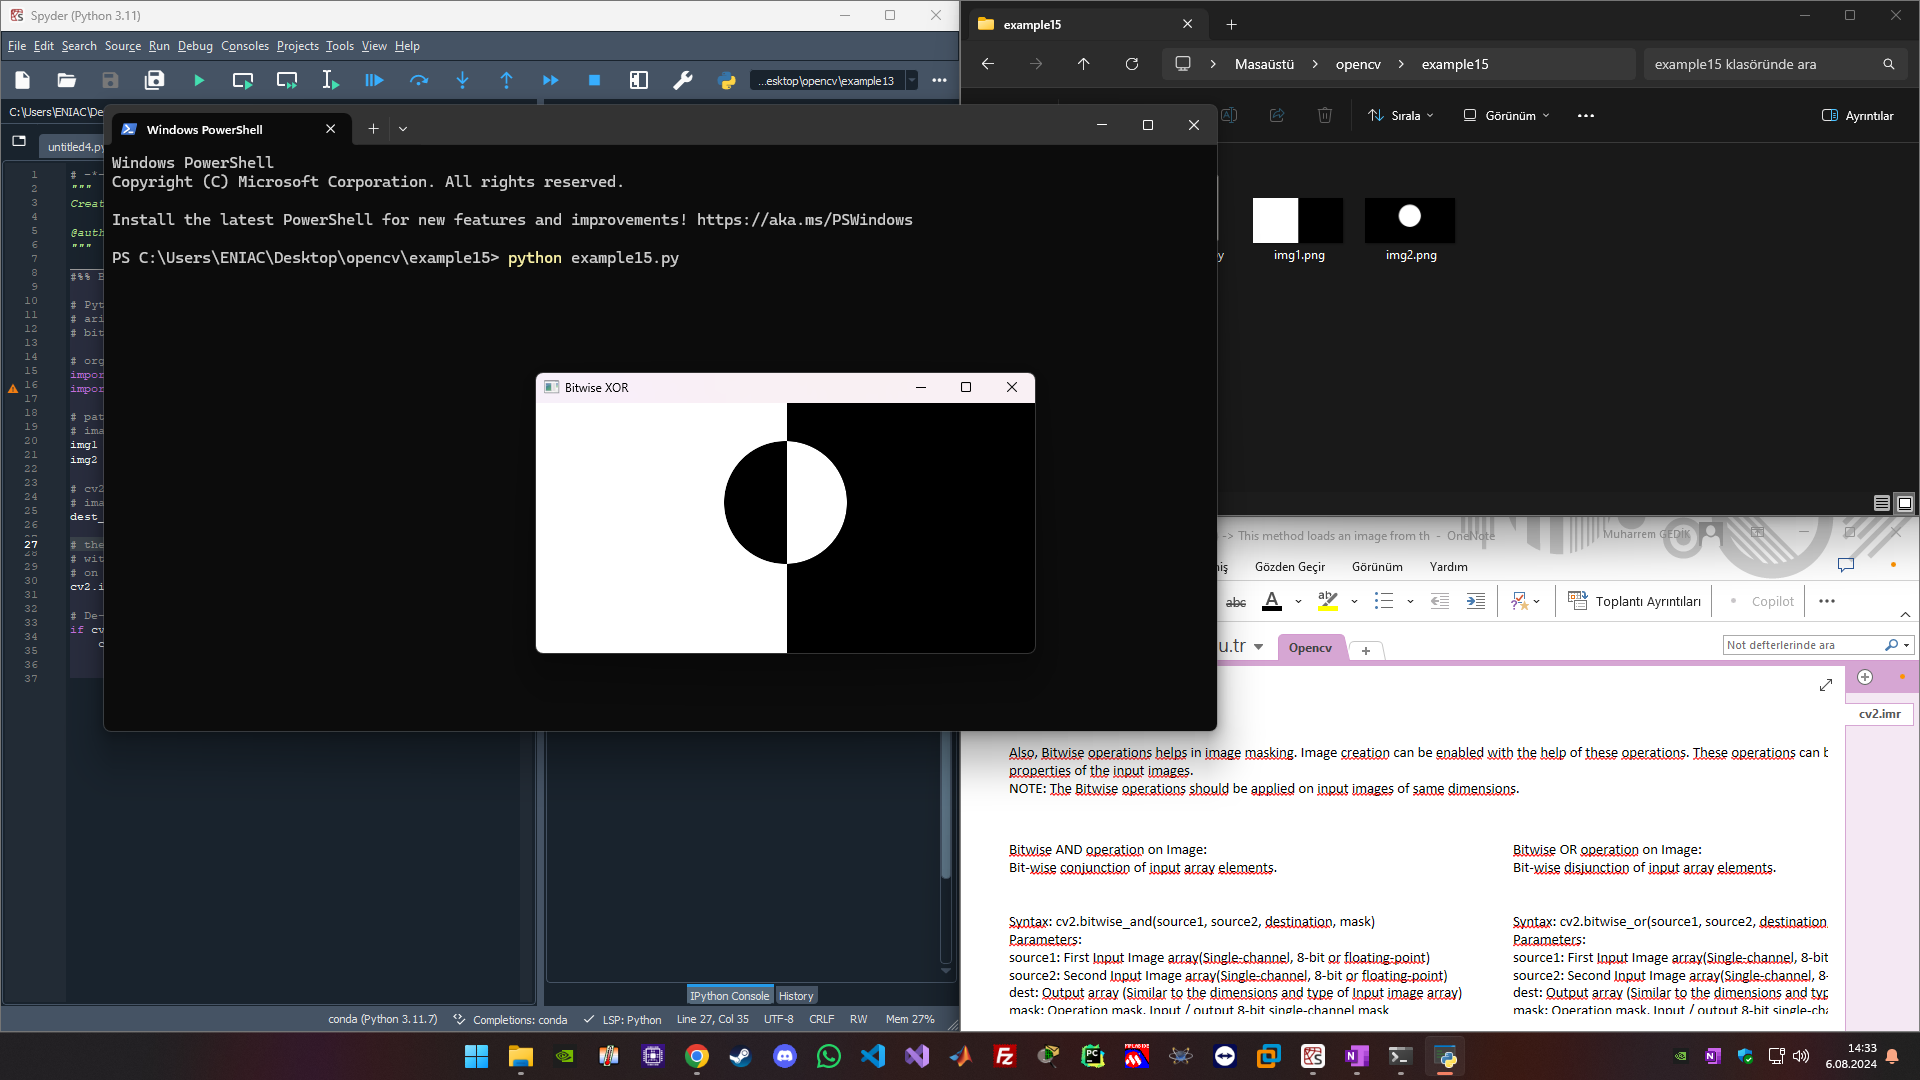 Spyder (Python 3.11)
File Edit Search Source Run Debug Consoles Projects Tools View Help
...esktop\opencv\example13
C:\Users\ENIAC\De
untitled4.py
1
2 """
3 Creat
4
5 @auth
6 """
7
8 #%%
9
10 # Pyt
11 # ari
12 # bit
13
14 # org
15 impor
16 impor
17
18 # pat
19 # ima
20 img1
21 img2
22
23 # cv2
24 # ima
25 dest_
26
27 # the
28 # wit
29 # on
30 cv2.i
31
32 # De-
33 if cv
34 c
35
36
37
IPython Console History
conda (Python 3.11.7) Completions: conda LSP: Python Line 27, Col 35 UTF-8 CRLF RW Mem 27%
Windows PowerShell
Windows PowerShell
Copyright (C) Microsoft Corporation. All rights reserved.
Install the latest PowerShell for new features and improvements! https://aka.ms/PSWindows
PS C:\Users\ENIAC\Desktop\opencv\example15> python example15.py
Bitwise XOR
example15
Masaüstü opencv example15
example15 klasöründe ara
Sırala Görünüm Ayrıntılar
img1.png img2.png
-> This method loads an image from th - OneNote
Muharrem GEDİK
Gözden Geçir Görünüm Yardım
abc A ab Toplantı Ayrıntıları Copilot
u.tr Opencv
Not defterlerinde ara
cv2.imr
Also, Bitwise operations helps in image masking. Image creation can be enabled with the help of these operations. These operations can b
properties of the input images.
NOTE: The Bitwise operations should be applied on input images of same dimensions.
Bitwise AND operation on Image:
Bit-wise conjunction of input array elements.
Syntax: cv2.bitwise_and(source1, source2, destination, mask)
Parameters:
source1: First Input Image array(Single-channel, 8-bit or floating-point)
source2: Second Input Image array(Single-channel, 8-bit or floating-point)
dest: Output array (Similar to the dimensions and type of Input image array)
mask: Operation mask, Input / output 8-bit single-channel mask
Bitwise OR operation on Image:
Bit-wise disjunction of input array elements.
Syntax: cv2.bitwise_or(source1, source2, destination
Parameters:
source1: First Input Image array(Single-channel, 8-bit
source2: Second Input Image array(Single-channel, 8-
dest: Output array (Similar to the dimensions and typ
mask: Operation mask, Input / output 8-bit single-cha
14:33
6.08.2024